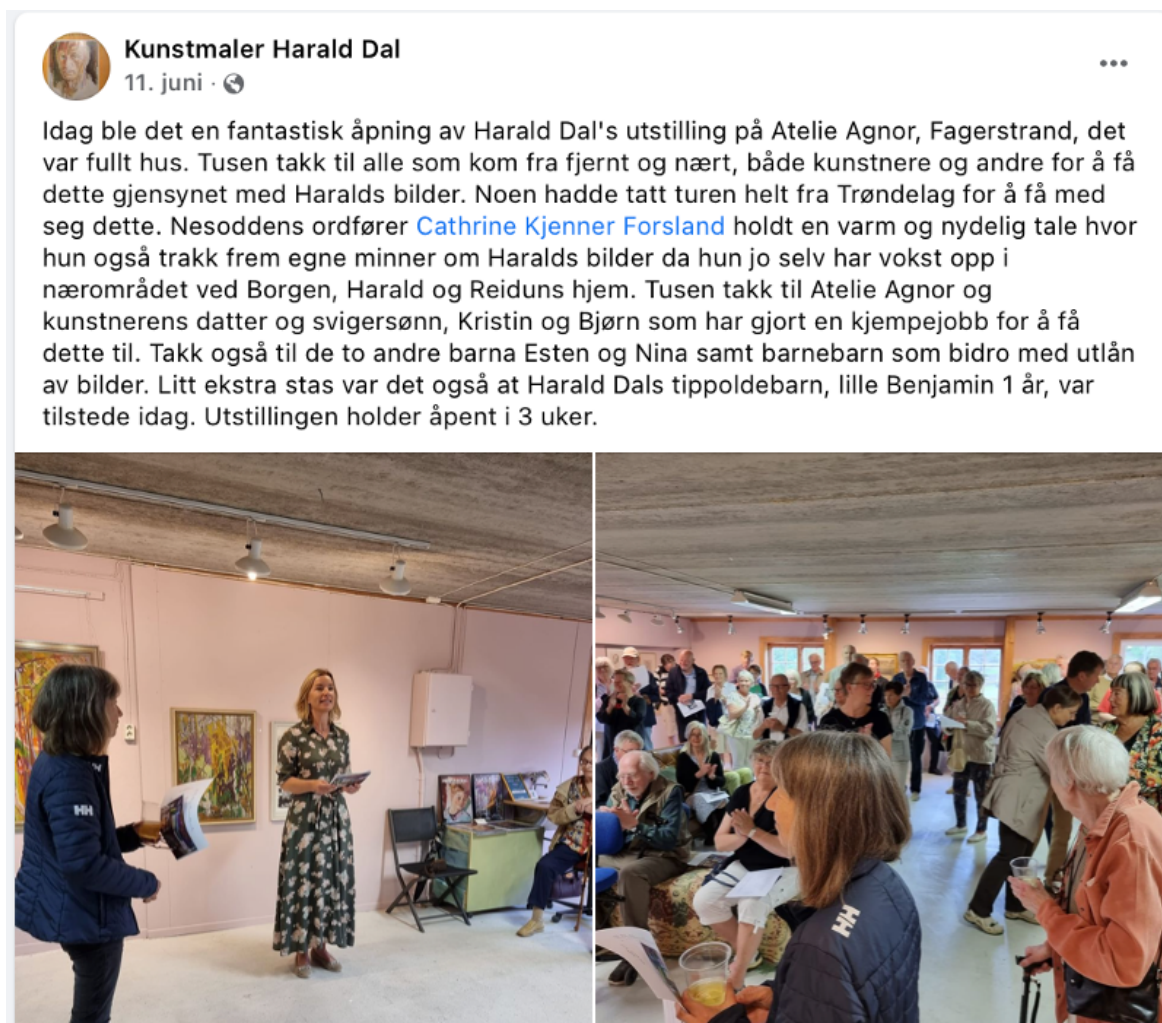 Kunstmaler Harald Dal
11. juni ·
Idag ble det en fantastisk åpning av Harald Dal's utstilling på Atelie Agnor, Fagerstrand, det
var fullt hus. Tusen takk til alle som kom fra fjernt og nært, både kunstnere og andre for å få
dette gjensynet med Haralds bilder. Noen hadde tatt turen helt fra Trøndelag for å få med
seg dette. Nesoddens ordfører Cathrine Kjenner Forsland holdt en varm og nydelig tale hvor
hun også trakk frem egne minner om Haralds bilder da hun jo selv har vokst opp i
nærområdet ved Borgen, Harald og Reiduns hjem. Tusen takk til Atelie Agnor og
kunstnerens datter og svigersønn, Kristin og Bjørn som har gjort en kjempejobb for å få
dette til. Takk også til de to andre barna Esten og Nina samt barnebarn som bidro med utlån
av bilder. Litt ekstra stas var det også at Harald Dals tippoldebarn, lille Benjamin 1 år, var
tilstede idag. Utstillingen holder åpent i 3 uker.
HH
HH